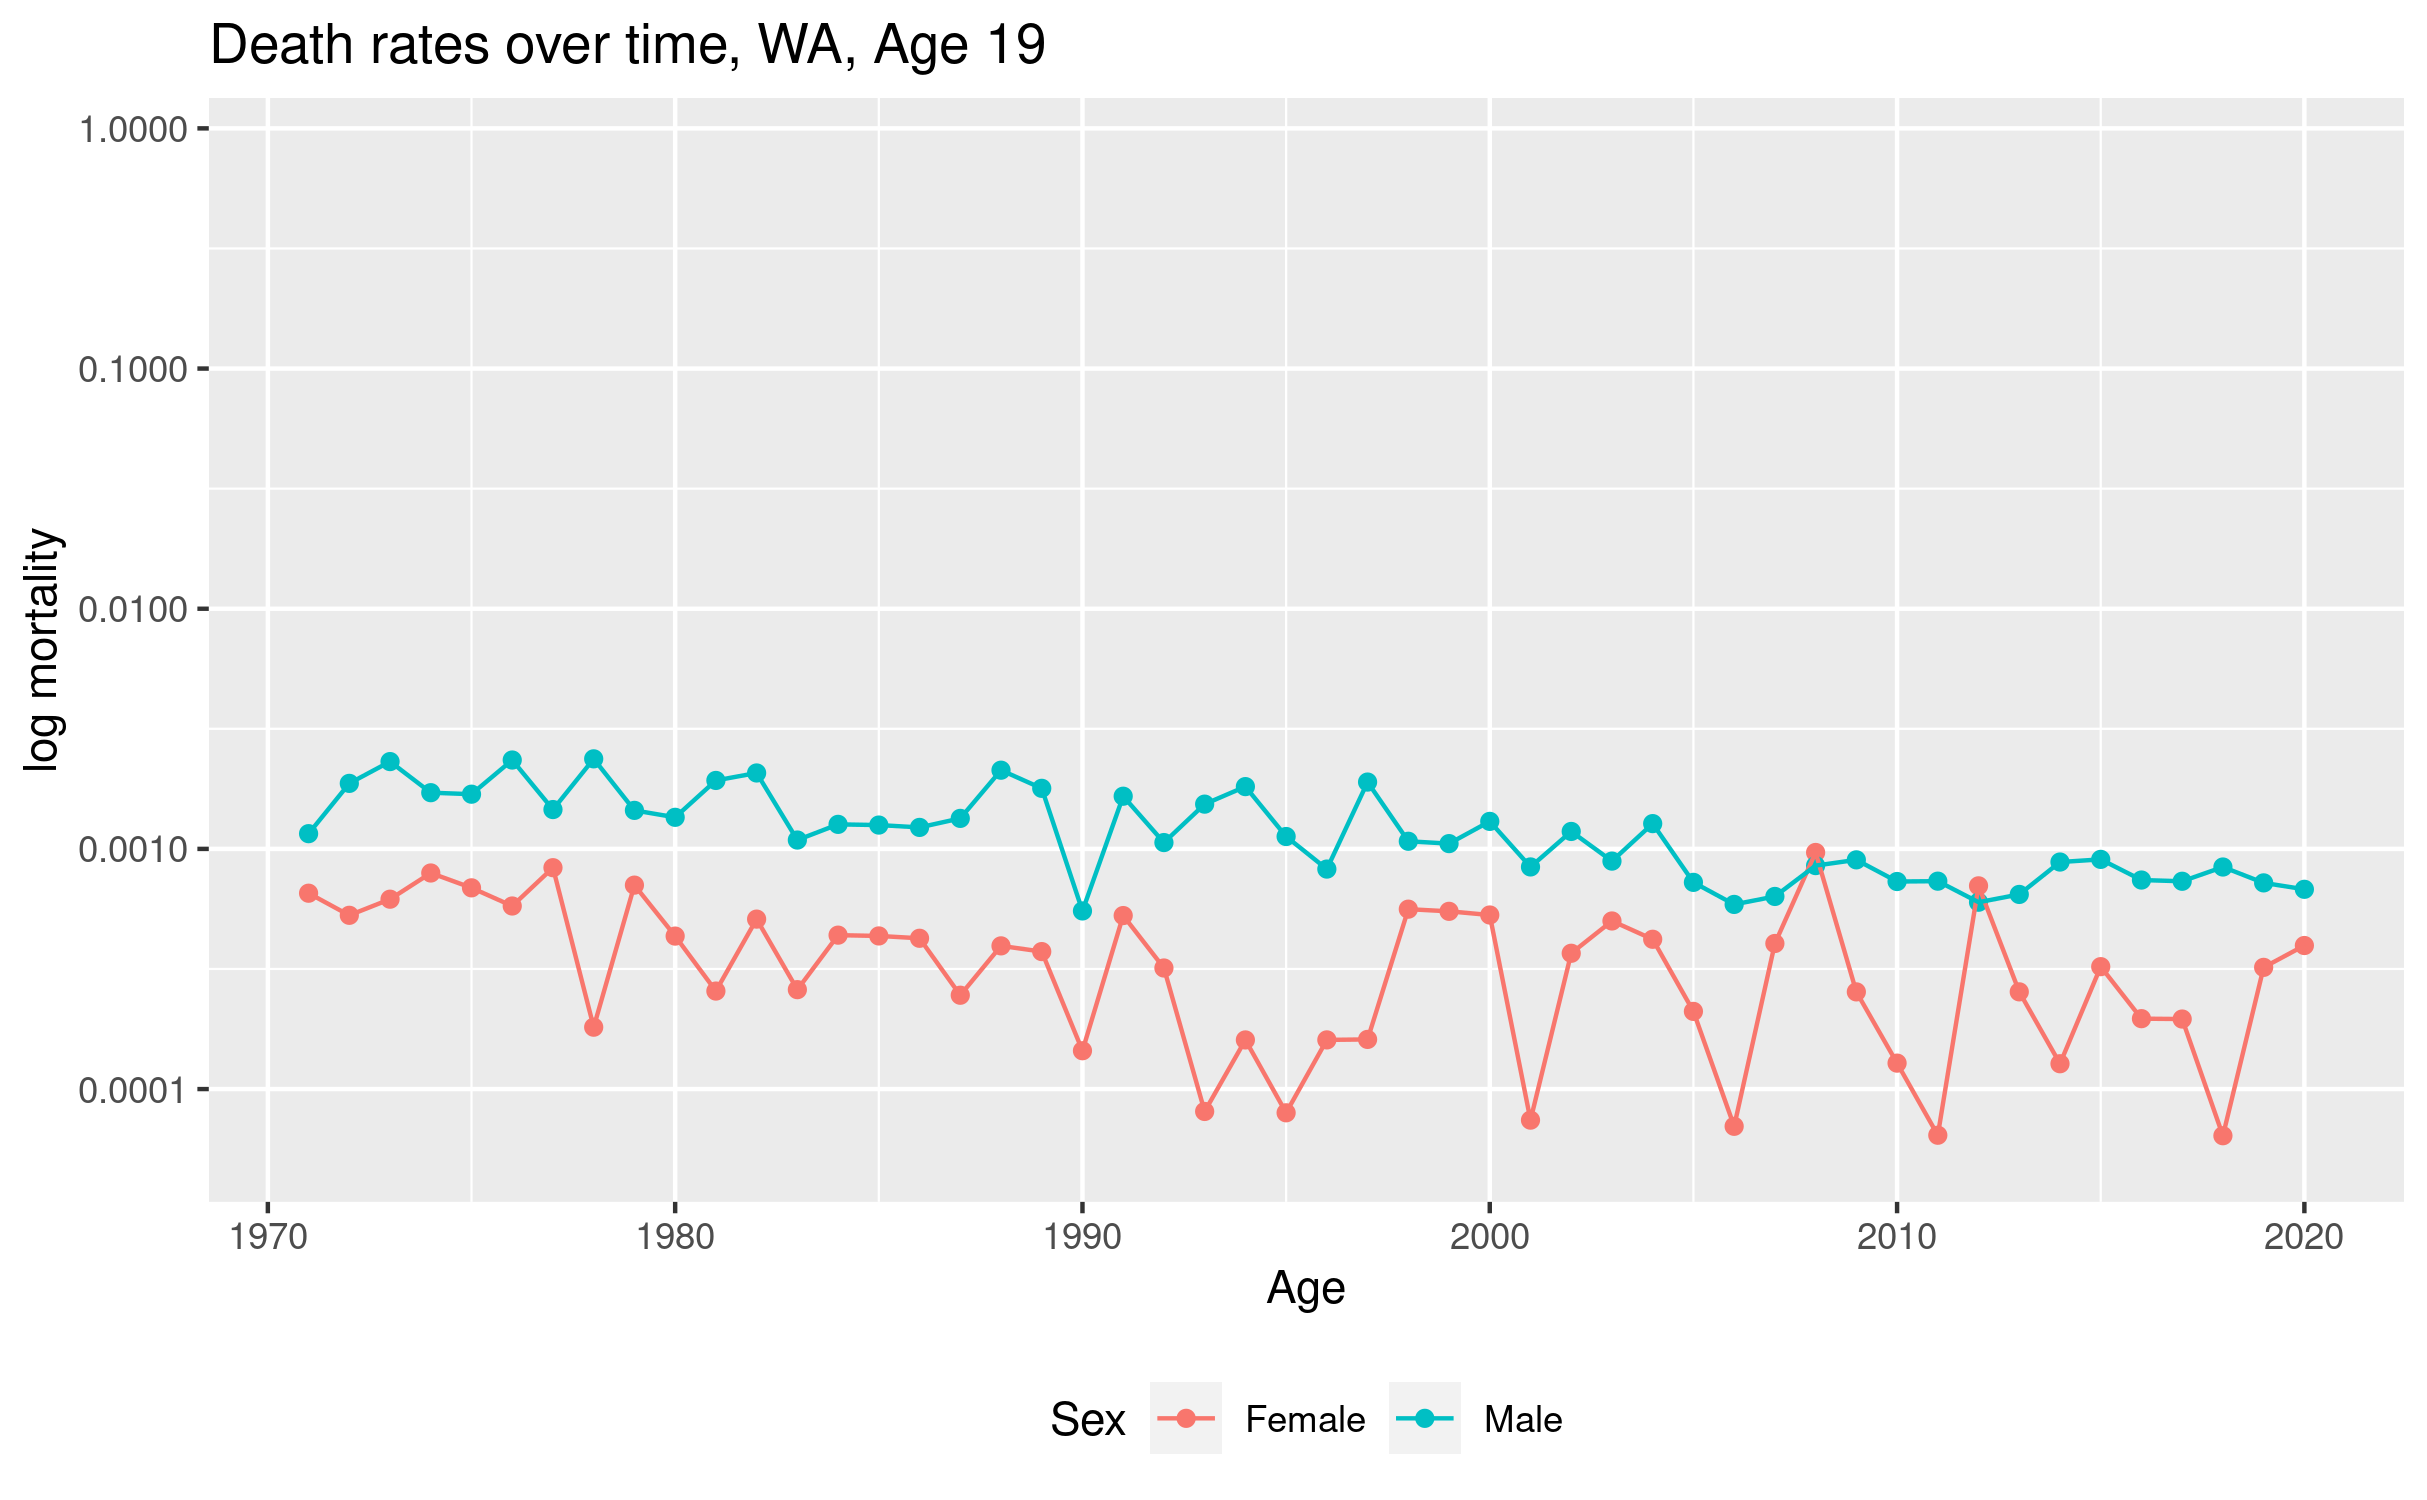 Death rates over time, WA, Age 19
log mortality
1.0000
0.1000
0.0100
0.0010
0.0001
1970 1980 1990 2000 2010 2020
Age
Sex Female Male